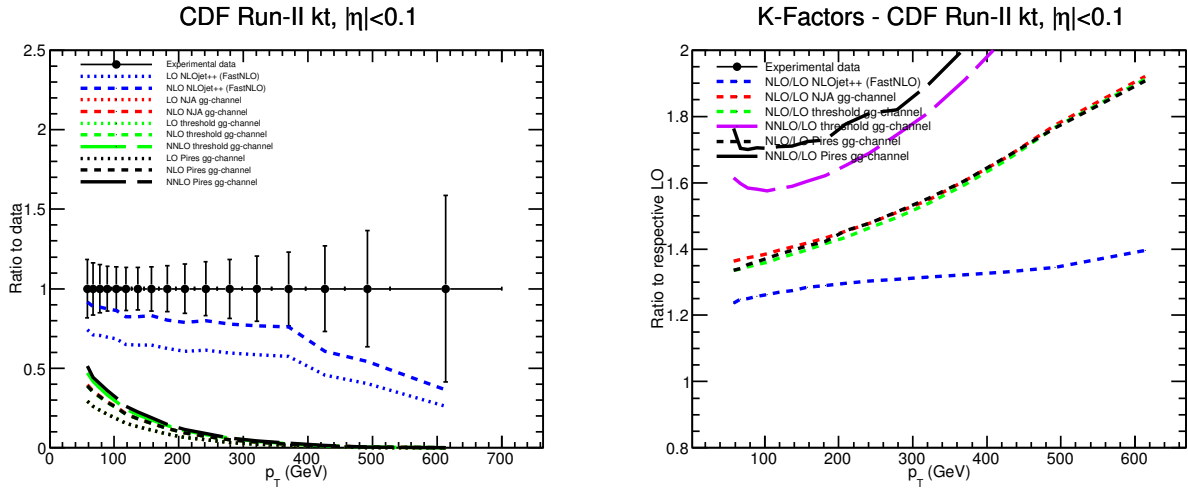 CDF Run-II kt, |η|<0.1
Ratio to data
2.5
2
1.5
1
0.5
0
Experimental data
LO NLOjet++ (FastNLO)
NLO NLOjet++ (FastNLO)
LO NJA gg-channel
NLO NJA gg-channel
LO threshold gg-channel
NLO threshold gg-channel
NNLO threshold gg-channel
LO Pires gg-channel
NLO Pires gg-channel
NNLO Pires gg-channel
0 100 200 300 400 500 600 700
p_T (GeV)
K-Factors - CDF Run-II kt, |η|<0.1
Ratio to respective LO
2
1.8
1.6
1.4
1.2
1
0.8
Experimental data
NLO/LO NLOjet++ (FastNLO)
NLO/LO NJA gg-channel
NLO/LO threshold gg-channel
NNLO/LO threshold gg-channel
NLO/LO Pires gg-channel
NNLO/LO Pires gg-channel
100 200 300 400 500 600
p_T (GeV)